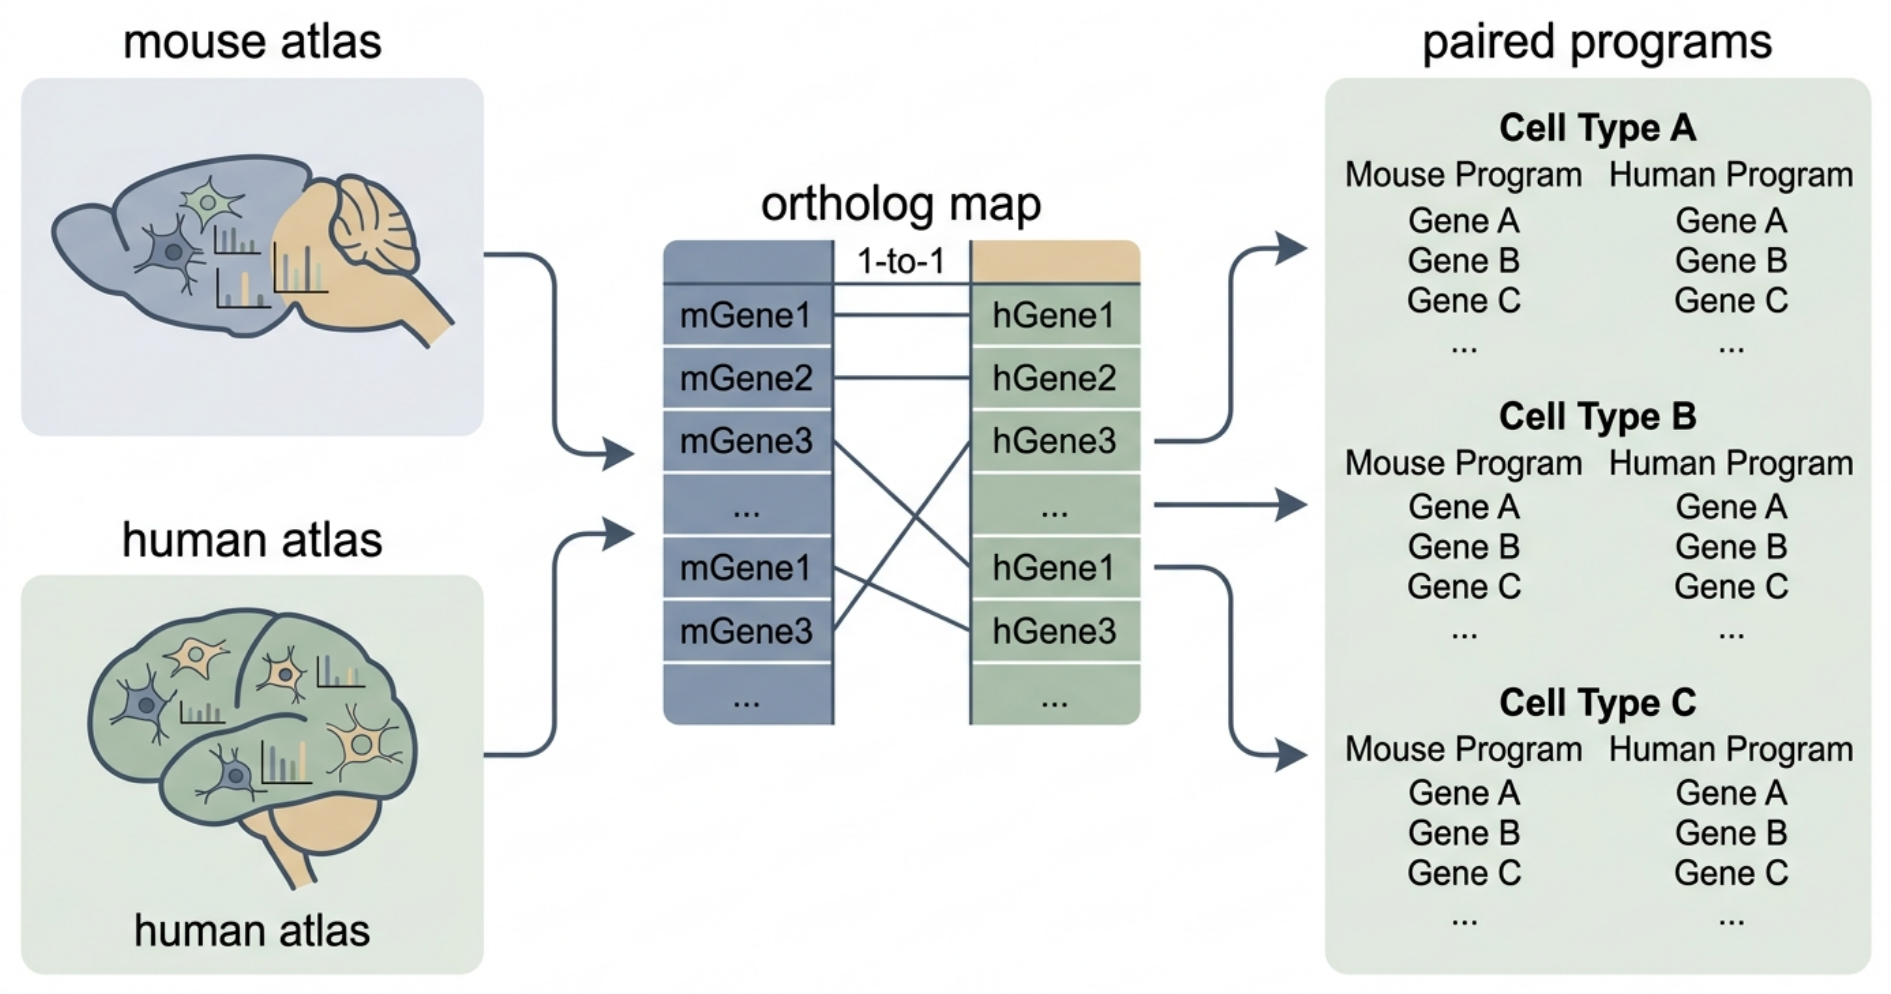 mouse atlas
human atlas
human atlas
ortholog map
1-to-1
mGene1 hGene1
mGene2 hGene2
mGene3 hGene3
... ...
mGene1 hGene1
mGene3 hGene3
... ...
paired programs
Cell Type A
Mouse Program Human Program
Gene A Gene A
Gene B Gene B
Gene C Gene C
... ...
Cell Type B
Mouse Program Human Program
Gene A Gene A
Gene B Gene B
Gene C Gene C
... ...
Cell Type C
Mouse Program Human Program
Gene A Gene A
Gene B Gene B
Gene C Gene C
... ...